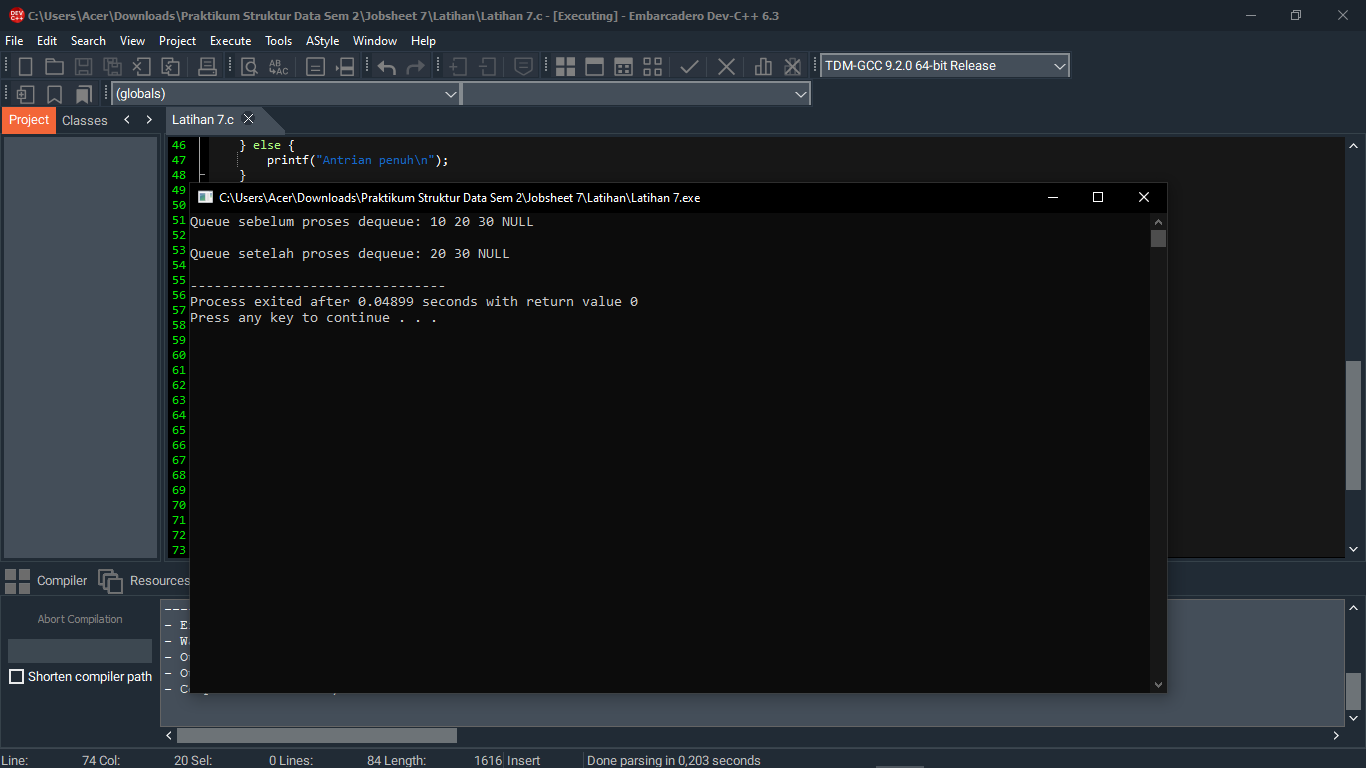 DEV C++ C:\Users\Acer\Downloads\Praktikum Struktur Data Sem 2\Jobsheet 7\Latihan\Latihan 7.c - [Executing] - Embarcadero Dev-C++ 6.3
File Edit Search View Project Execute Tools AStyle Window Help
TDM-GCC 9.2.0 64-bit Release
(globals)
Project Classes Latihan 7.c
46 } else {
47 printf("Antrian penuh\n");
48 }
49
C:\Users\Acer\Downloads\Praktikum Struktur Data Sem 2\Jobsheet 7\Latihan\Latihan 7.exe
50
51
Queue sebelum proses dequeue: 10 20 30 NULL
52
53
Queue setelah proses dequeue: 20 30 NULL
54
55
--------------------------------
56
Process exited after 0.04899 seconds with return value 0
57
Press any key to continue . . .
58
59
60
61
62
63
64
65
66
67
68
69
70
71
72
73
Compiler Resources
Abort Compilation
Shorten compiler path
Line: 74 Col: 20 Sel: 0 Lines: 84 Length: 1616 Insert Done parsing in 0,203 seconds